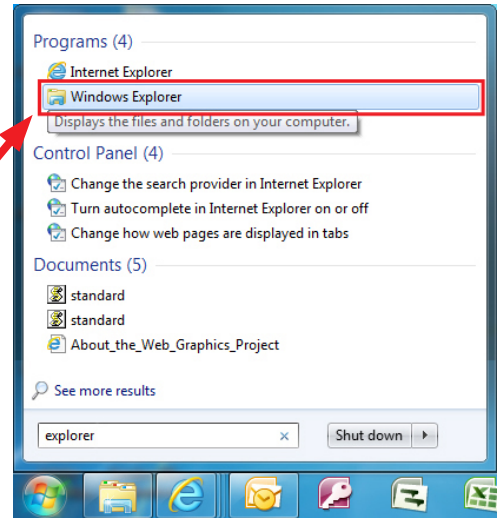 Programs (4)
Internet Explorer
Windows Explorer
Displays the files and folders on your computer.
Control Panel (4)
Change the search provider in Internet Explorer
Turn autocomplete in Internet Explorer on or off
Change how web pages are displayed in tabs
Documents (5)
standard
standard
About_the_Web_Graphics_Project
See more results
explorer
Shut down